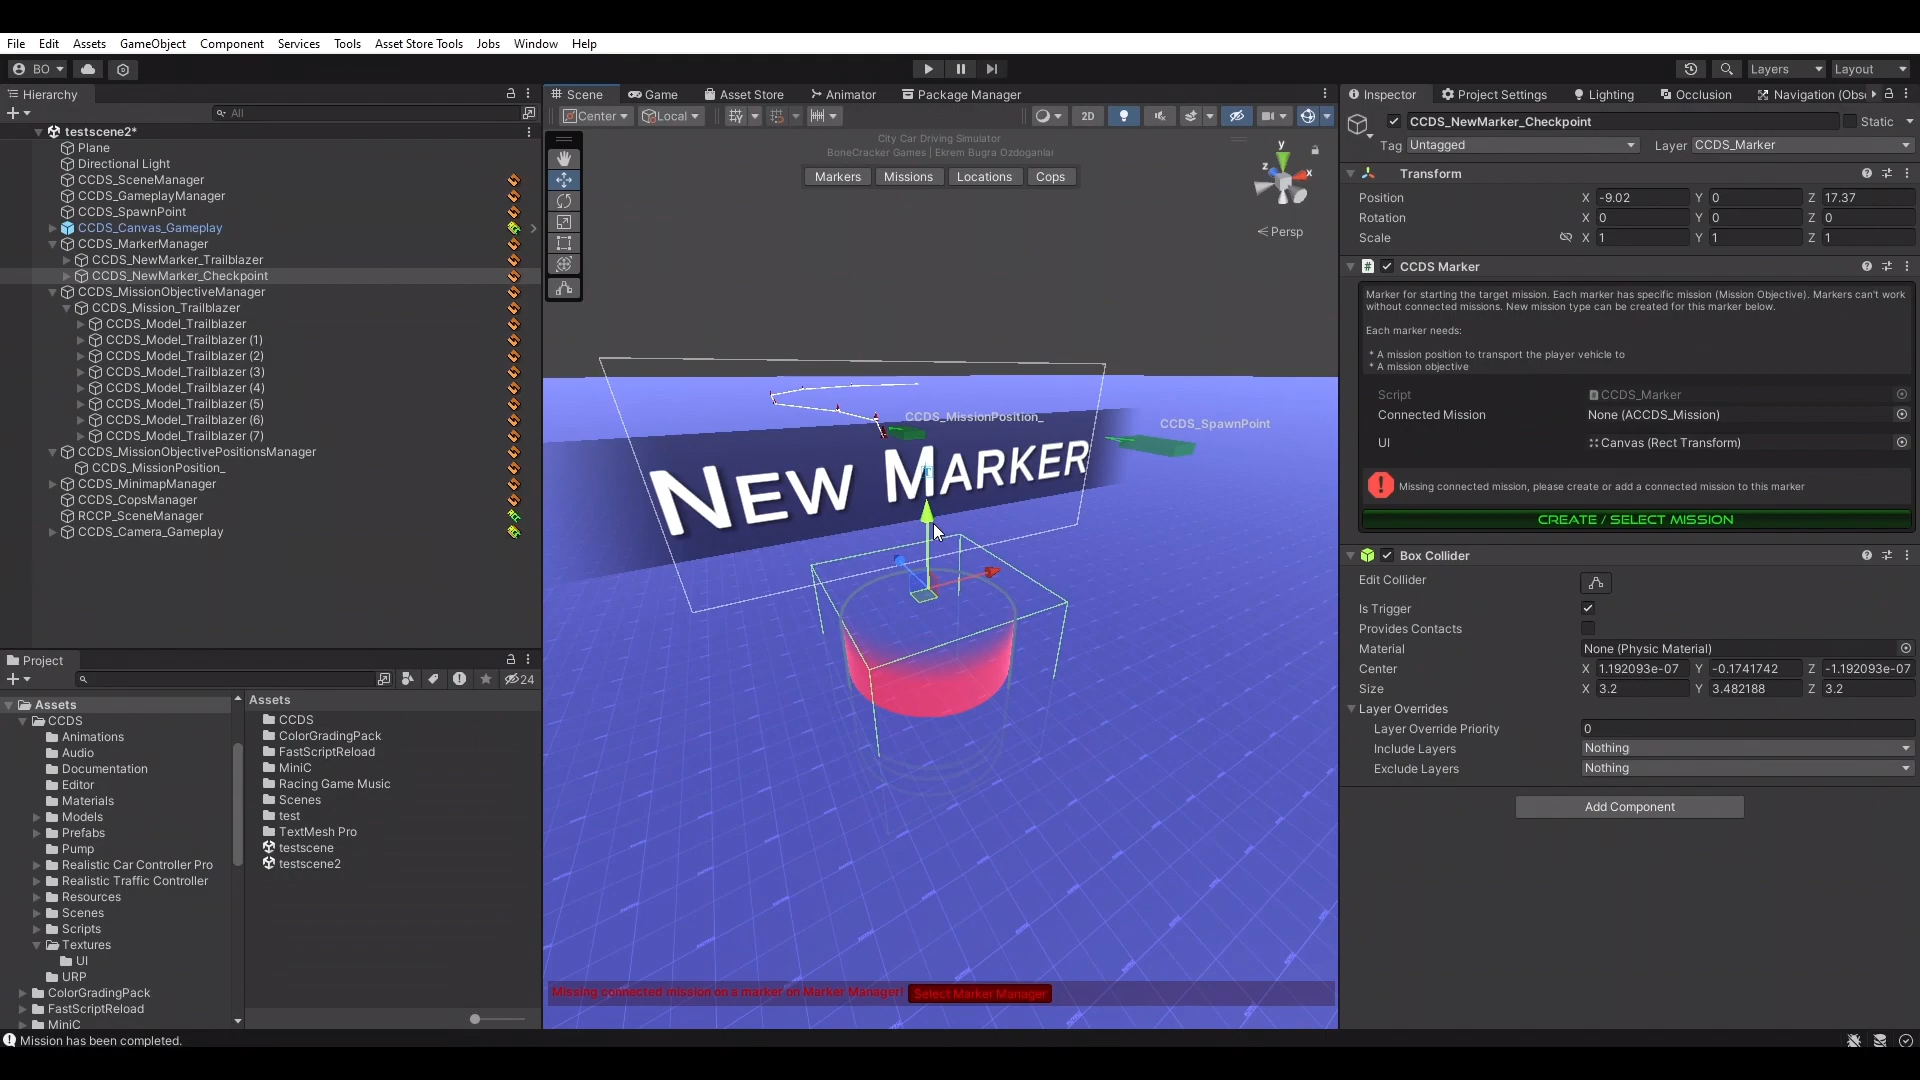 File Edit Assets GameObject Component Services Tools Asset Store Tools Jobs Window Help
BO
Layers
Layout
Hierarchy
All
testscene2*
Plane
Directional Light
CCDS_SceneManager
CCDS_GameplayManager
CCDS_SpawnPoint
CCDS_Canvas_Gameplay
CCDS_MarkerManager
CCDS_NewMarker_Trailblazer
CCDS_NewMarker_Checkpoint
CCDS_MissionObjectiveManager
CCDS_Mission_Trailblazer
CCDS_Model_Trailblazer
CCDS_Model_Trailblazer (1)
CCDS_Model_Trailblazer (2)
CCDS_Model_Trailblazer (3)
CCDS_Model_Trailblazer (4)
CCDS_Model_Trailblazer (5)
CCDS_Model_Trailblazer (6)
CCDS_Model_Trailblazer (7)
CCDS_MissionObjectivePositionsManager
CCDS_MissionPosition_
CCDS_MinimapManager
CCDS_CopsManager
RCCP_SceneManager
CCDS_Camera_Gameplay
Project
24
Assets
CCDS
Animations
Audio
Documentation
Editor
Materials
Models
Prefabs
Pump
Realistic Car Controller Pro
Realistic Traffic Controller
Resources
Scenes
Scripts
Textures
UI
URP
ColorGradingPack
FastScriptReload
MiniC
Assets
CCDS
ColorGradingPack
FastScriptReload
MiniC
Racing Game Music
Scenes
test
TextMesh Pro
testscene
testscene2
Mission has been completed.
Scene Game Asset Store Animator Package Manager
Center Local 2D
City Car Driving Simulator
BoneCracker Games | Ekrem Bugra Ozdoganlar
Markers Missions Locations Cops
y
z
x
Persp
CCDS_MissionPosition_
CCDS_SpawnPoint
New Marker
Missing connected mission on a marker on Marker Manager! Select Marker Manager
Inspector Project Settings Lighting Occlusion Navigation (Obs
CCDS_NewMarker_Checkpoint Static
Tag Untagged Layer CCDS_Marker
Transform
Position X -9.02 Y 0 Z 17.37
Rotation X 0 Y 0 Z 0
Scale X 1 Y 1 Z 1
CCDS Marker
Marker for starting the target mission. Each marker has specific mission (Mission Objective). Markers can't work
without connected missions. New mission type can be created for this marker below.
Each marker needs:
* A mission position to transport the player vehicle to
* A mission objective
Script CCDS_Marker
Connected Mission None (ACCDS_Mission)
UI Canvas (Rect Transform)
Missing connected mission, please create or add a connected mission to this marker
CREATE / SELECT MISSION
Box Collider
Edit Collider
Is Trigger
Provides Contacts
Material None (Physic Material)
Center X 1.192093e-07 Y -0.1741742 Z -1.192093e-07
Size X 3.2 Y 3.482188 Z 3.2
Layer Overrides
Layer Override Priority 0
Include Layers Nothing
Exclude Layers Nothing
Add Component